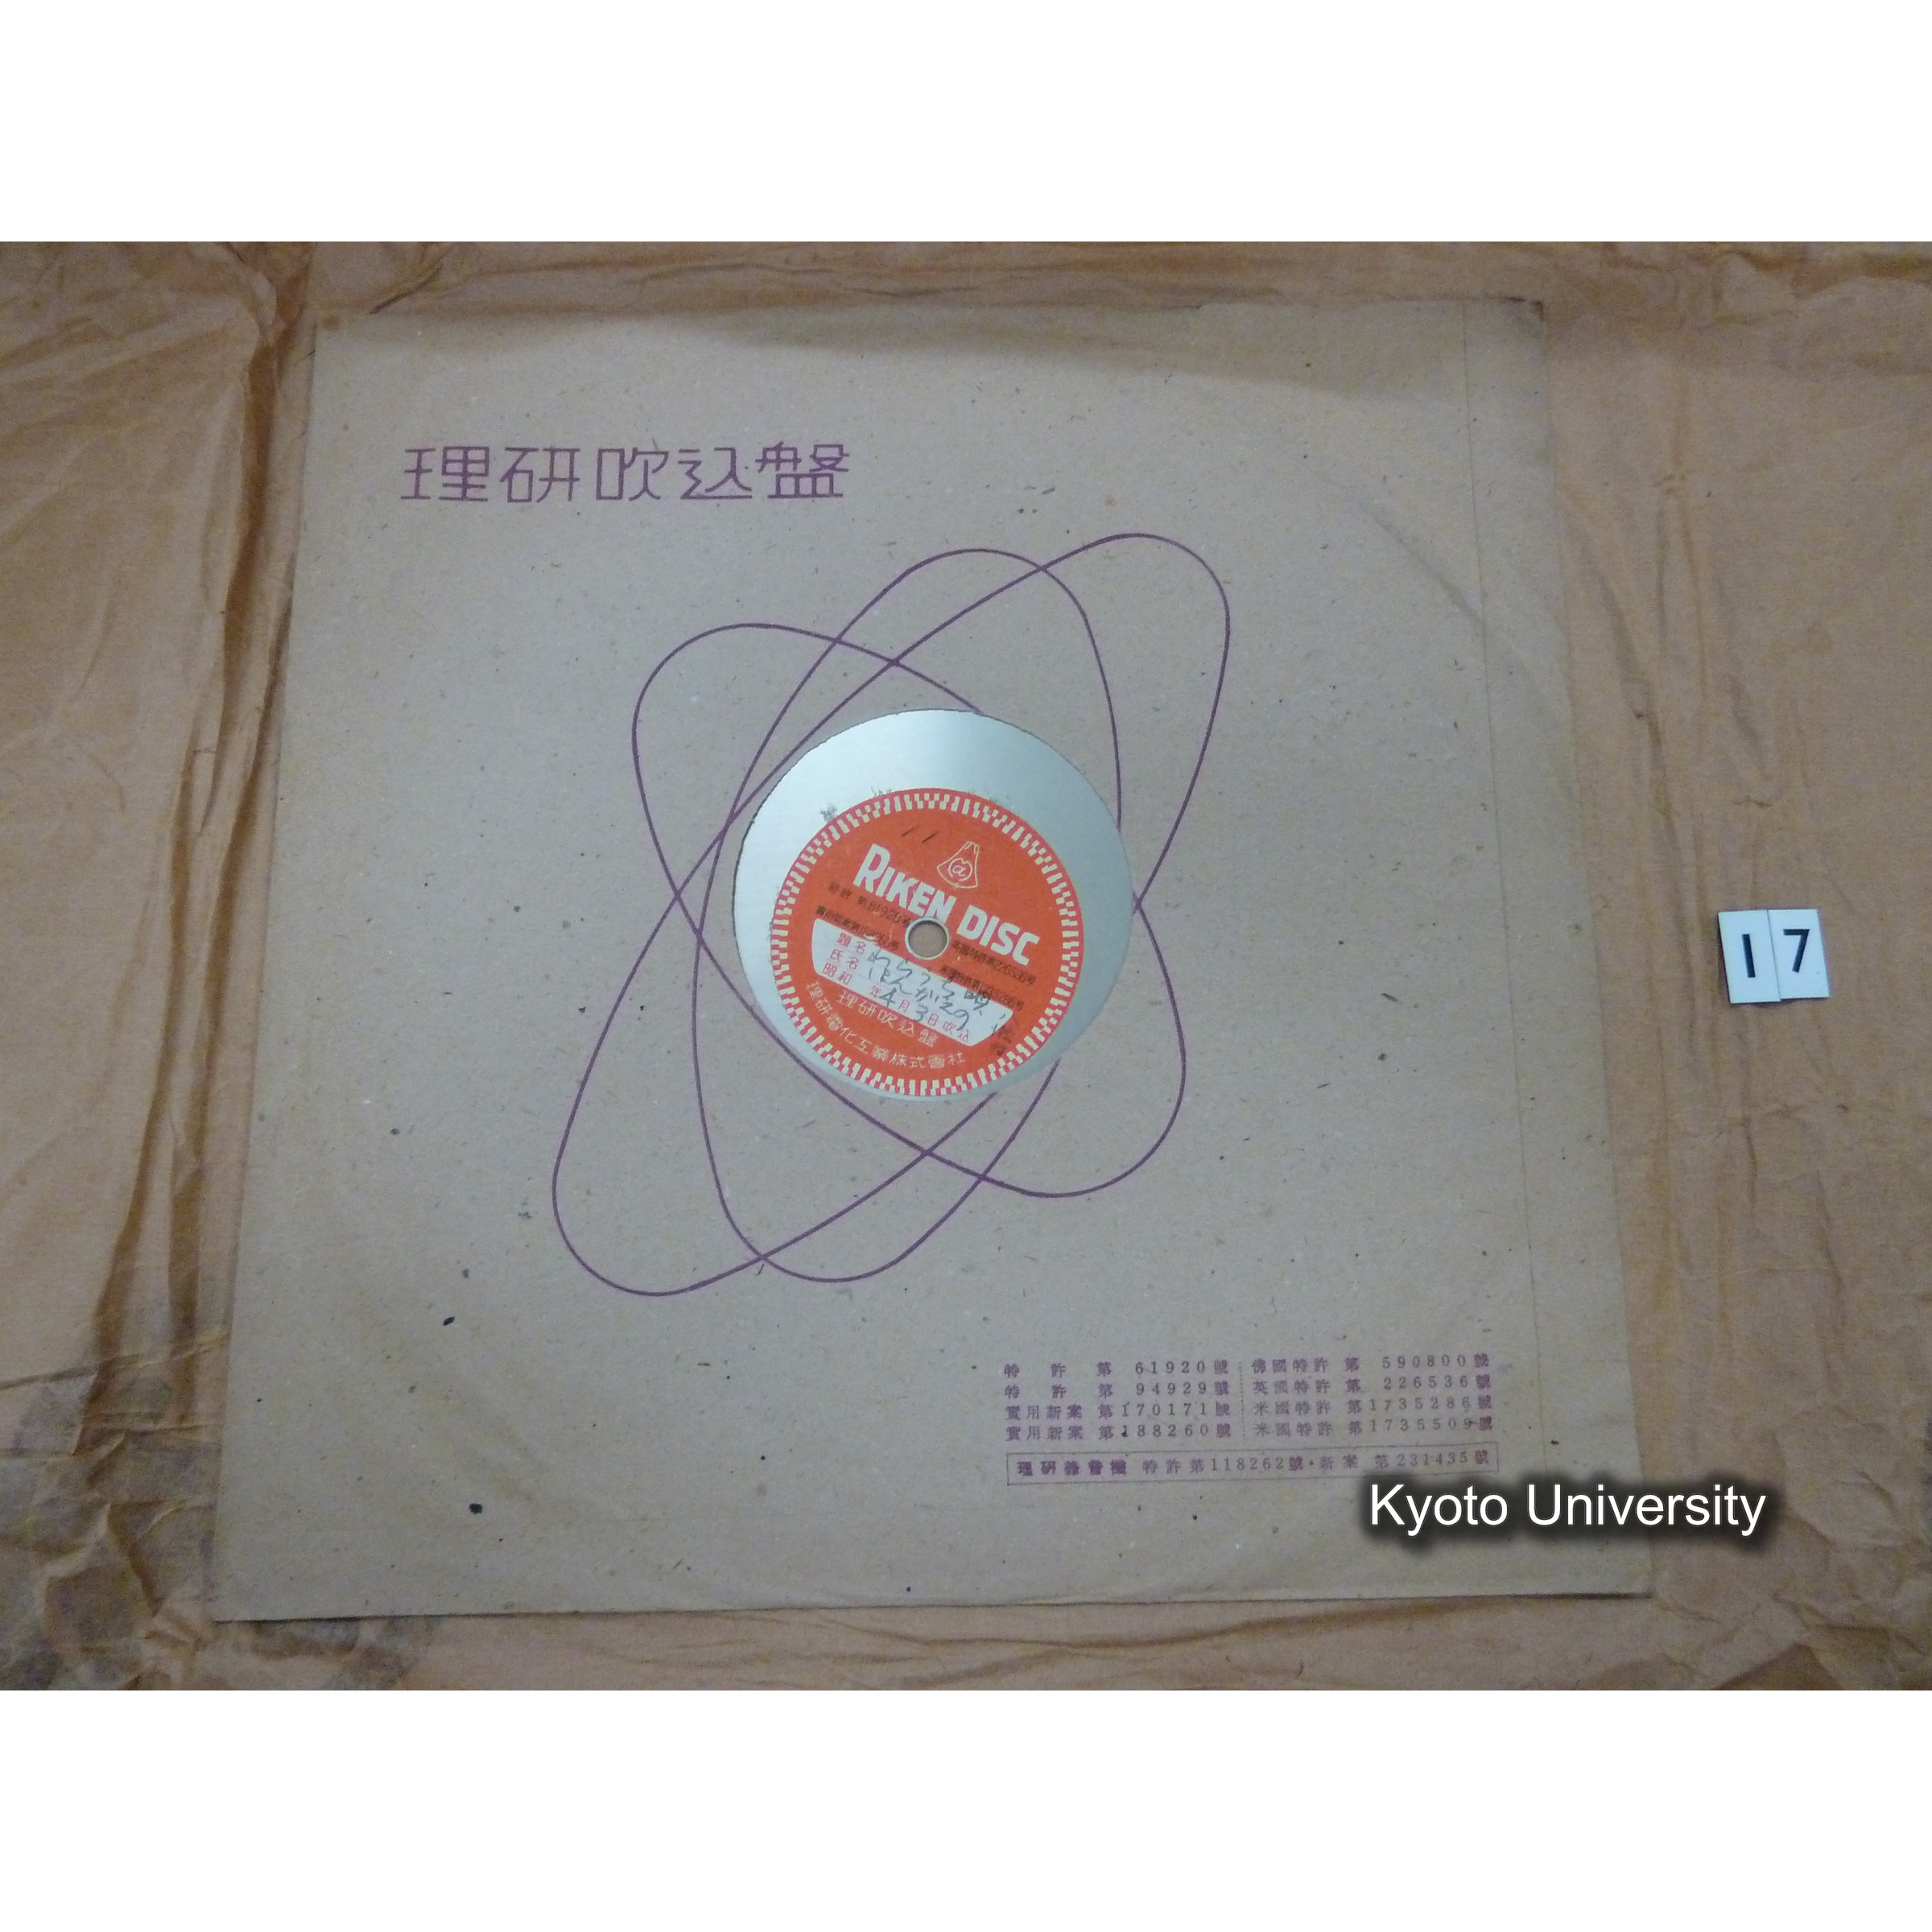 理研吹込盤
11
RIKEN DISC
題名 わらうた唄
氏名
昭和 年4月3日吹込
理研吹込盤
理研電化工業株式會社
17
特許第61920號 佛國特許第590800號
特許第94929號 英國特許第226536號
實用新案第170171號 米國特許第1735286號
實用新案第188260號 米國特許第1735509號
理研錄音機 特許第118262號・新案 第231435號
Kyoto University